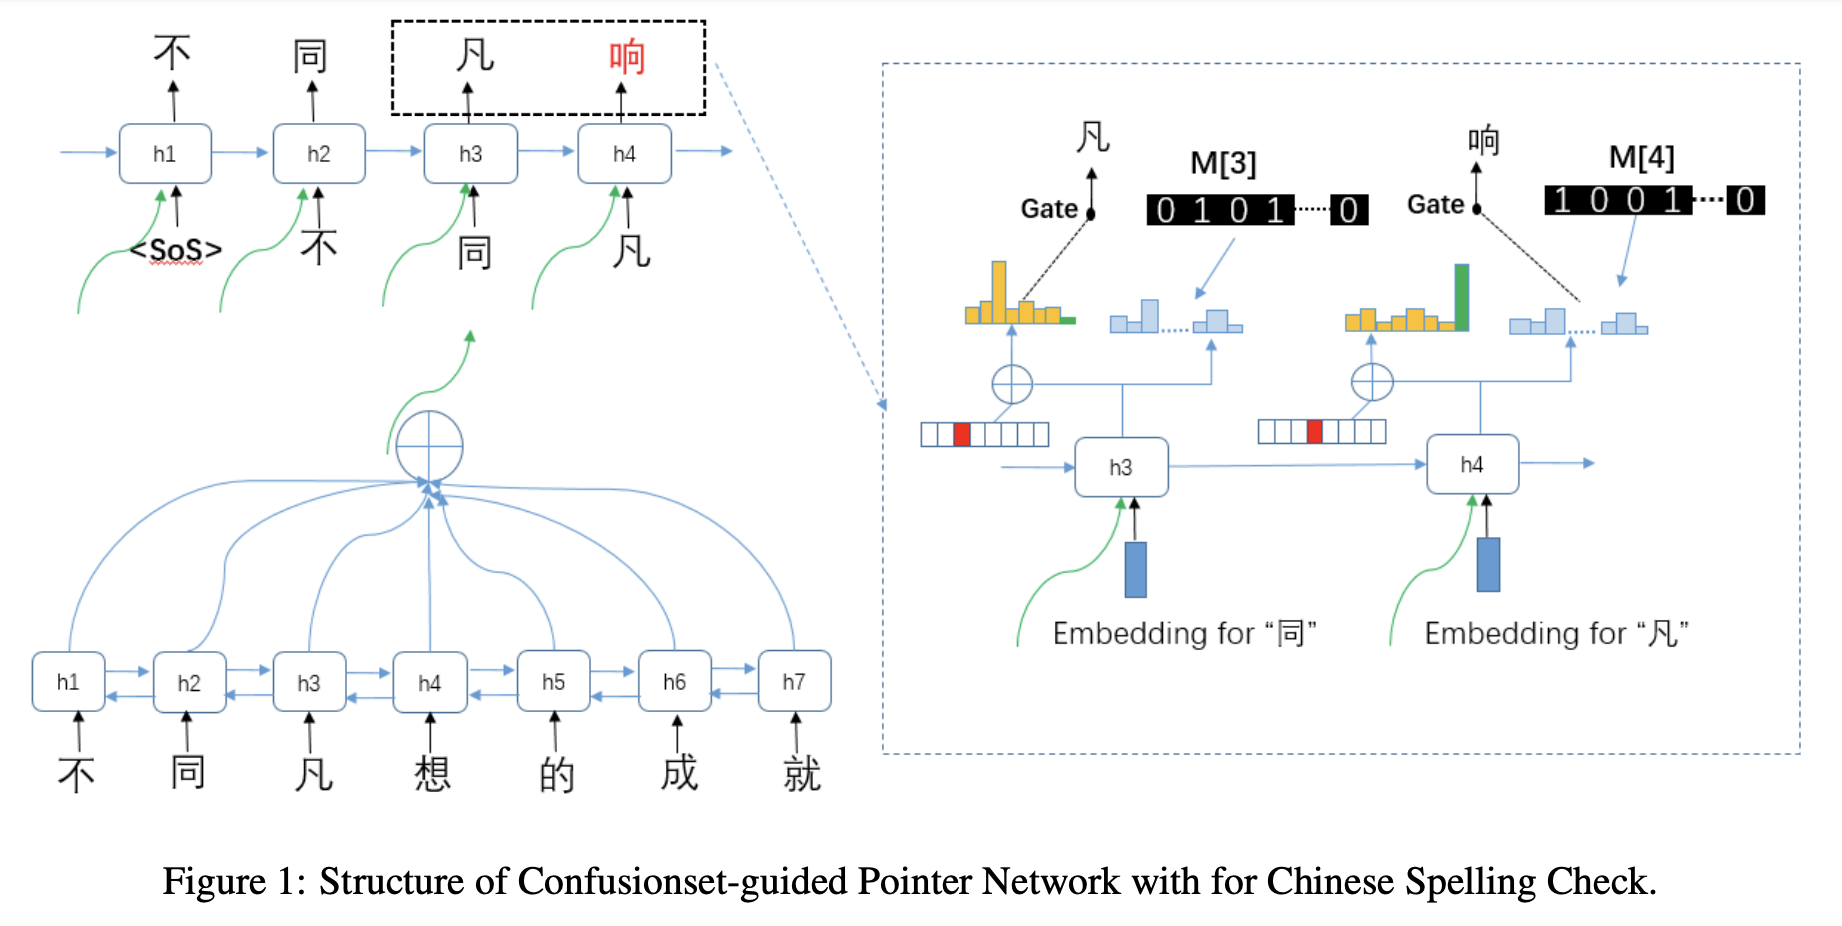 不 同 凡 响
h1 h2 h3 h4
<SoS> 不 同 凡
h1 h2 h3 h4 h5 h6 h7
不 同 凡 想 的 成 就
凡 M[3] 响 M[4]
Gate 0 1 0 1 ...... 0 Gate 1 0 0 1 .... 0
..... .....
h3 h4
Embedding for “同” Embedding for “凡”
Figure 1: Structure of Confusionset-guided Pointer Network with for Chinese Spelling Check.